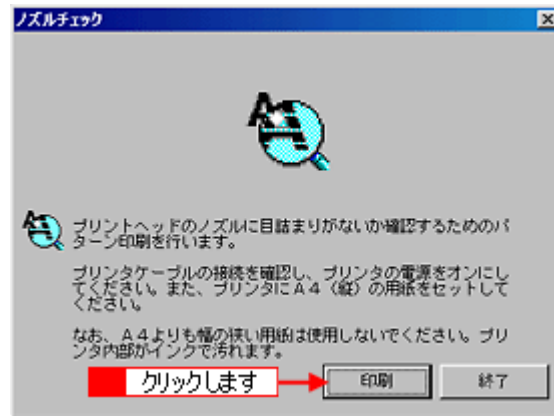 ノズルチェック
プリントヘッドのノズルに目詰まりがないか確認するためのパ
ターン印刷を行います。
プリンタケーブルの接続を確認し、プリンタの電源をオンにし
てください。また、プリンタにA4（縦）の用紙をセットして
ください。
なお、A4よりも幅の狭い用紙は使用しないでください。プリ
ンタ内部がインクで汚れます。
クリックします
印刷
終了